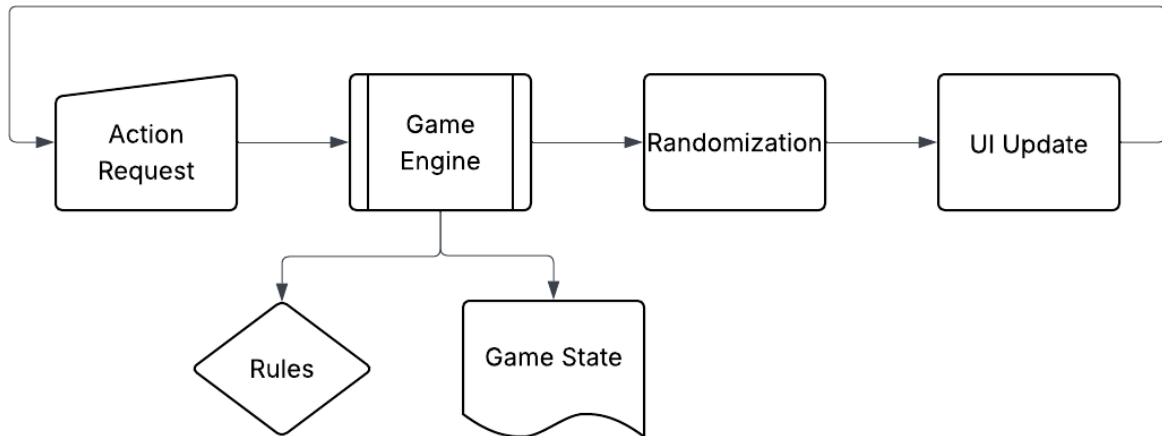 Action
Request
Game
Engine
Randomization
UI Update
Rules
Game State